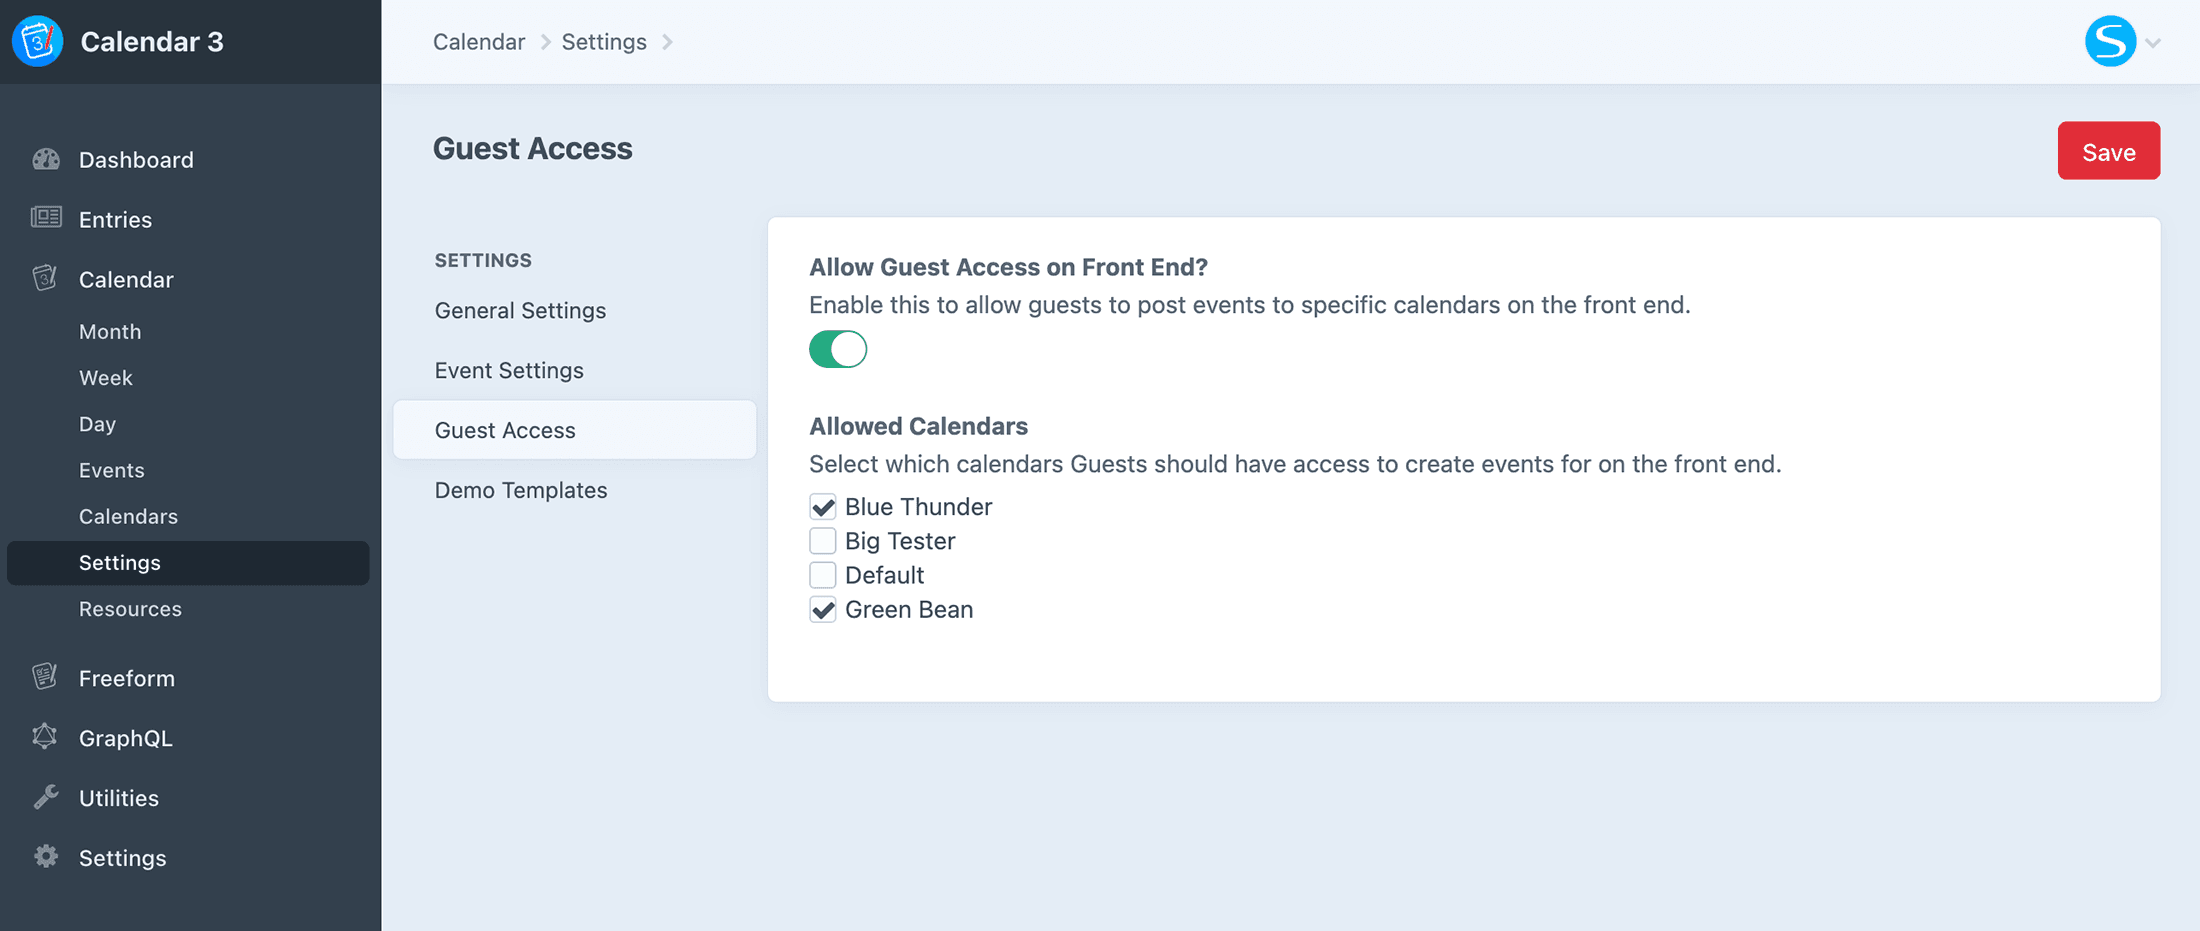 Calendar 3
Calendar Settings
S
Dashboard
Entries
3 Calendar
Month
Week
Day
Events
Calendars
Settings
Resources
Freeform
GraphQL
Utilities
Settings
Guest Access
Save
SETTINGS
General Settings
Event Settings
Guest Access
Demo Templates
Allow Guest Access on Front End?
Enable this to allow guests to post events to specific calendars on the front end.
Allowed Calendars
Select which calendars Guests should have access to create events for on the front end.
Blue Thunder
Big Tester
Default
Green Bean